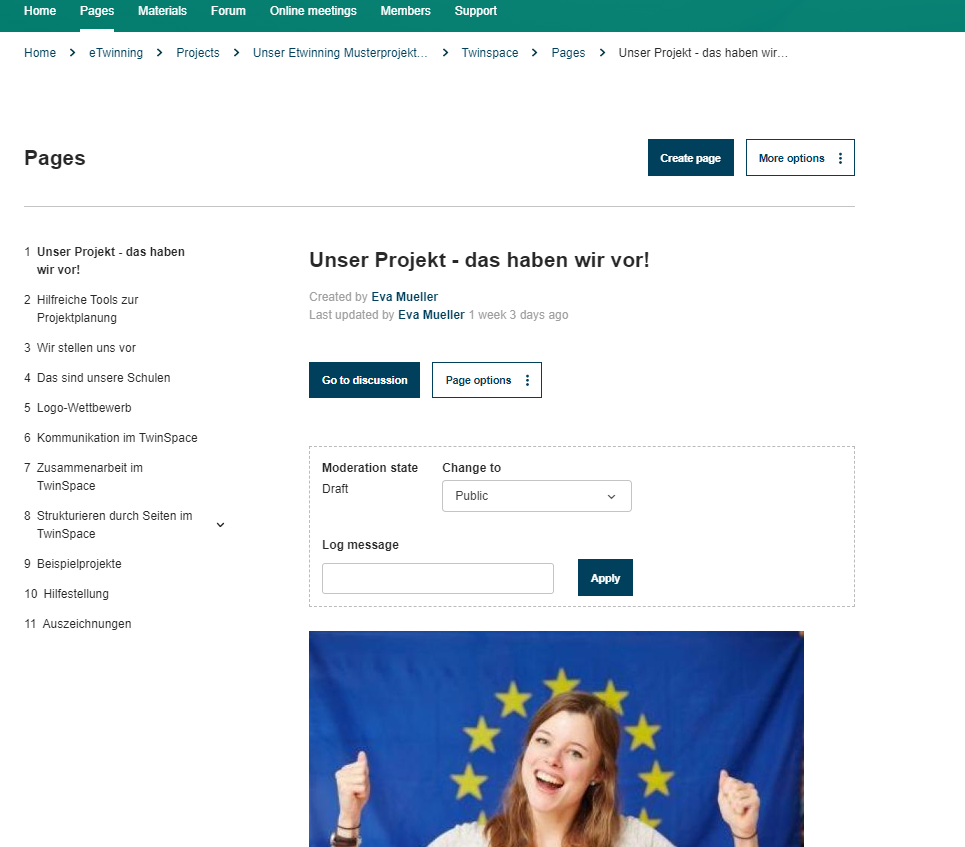 Home Pages Materials Forum Online meetings Members Support
Home > eTwinning > Projects > Unser Etwinning Musterprojekt… > Twinspace > Pages > Unser Projekt - das haben wir…
Pages
Create page
More options
1 Unser Projekt - das haben
wir vor!
2 Hilfreiche Tools zur
Projektplanung
3 Wir stellen uns vor
4 Das sind unsere Schulen
5 Logo-Wettbewerb
6 Kommunikation im TwinSpace
7 Zusammenarbeit im
TwinSpace
8 Strukturieren durch Seiten im
TwinSpace
9 Beispielprojekte
10 Hilfestellung
11 Auszeichnungen
Unser Projekt - das haben wir vor!
Created by Eva Mueller
Last updated by Eva Mueller 1 week 3 days ago
Go to discussion
Page options
Moderation state
Draft
Change to
Public
Log message
Apply